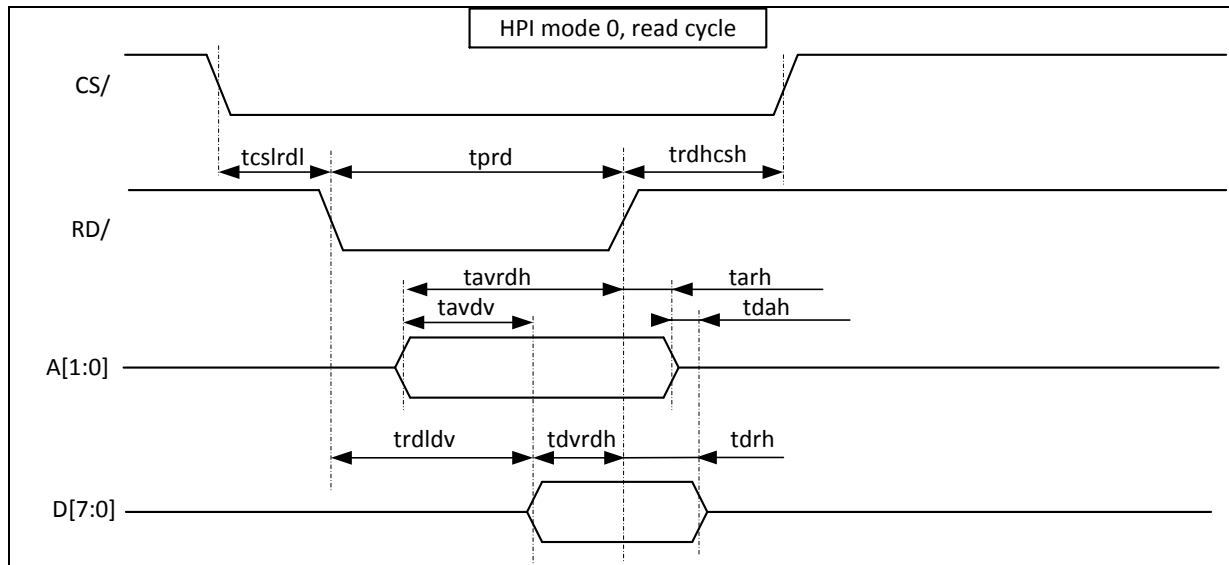 HPI mode 0, read cycle
CS/
tcslrdl tprd trdhcsh
RD/
tavrdh tarh
tavdv tdah
A[1:0]
trdldv tdvrdh tdrh
D[7:0]